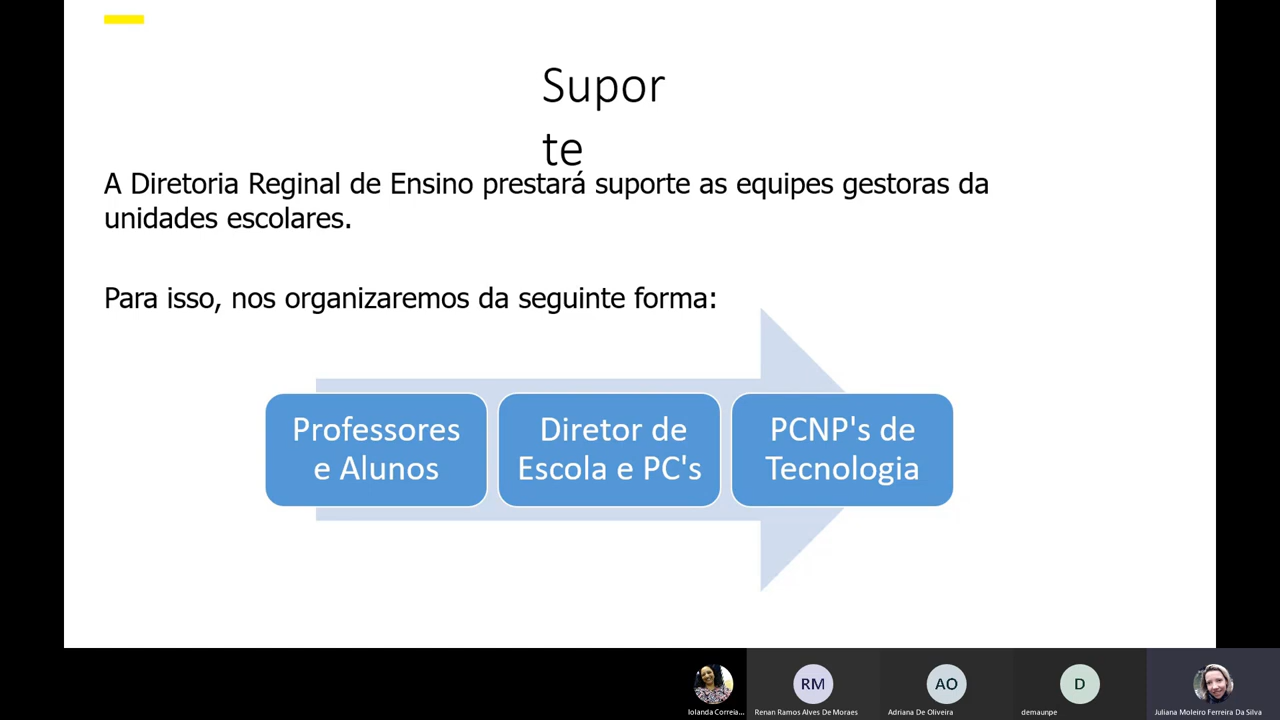 Supor
te
A Diretoria Reginal de Ensino prestará suporte as equipes gestoras da
unidades escolares.
Para isso, nos organizaremos da seguinte forma:
Professores
e Alunos
Diretor de
Escola e PC's
PCNP's de
Tecnologia
RM
AO
D
Iolanda Correia...
Renan Ramos Alves De Moraes
Adriana De Oliveira
demaunpe
Juliana Moleiro Ferreira Da Silva